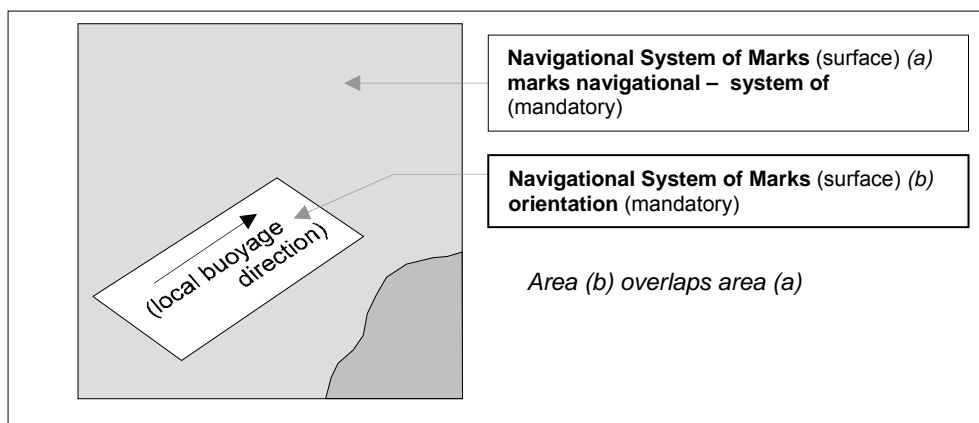 Navigational System of Marks (surface) (a)
marks navigational – system of
(mandatory)
Navigational System of Marks (surface) (b)
orientation (mandatory)
(local buoyage
direction)
Area (b) overlaps area (a)